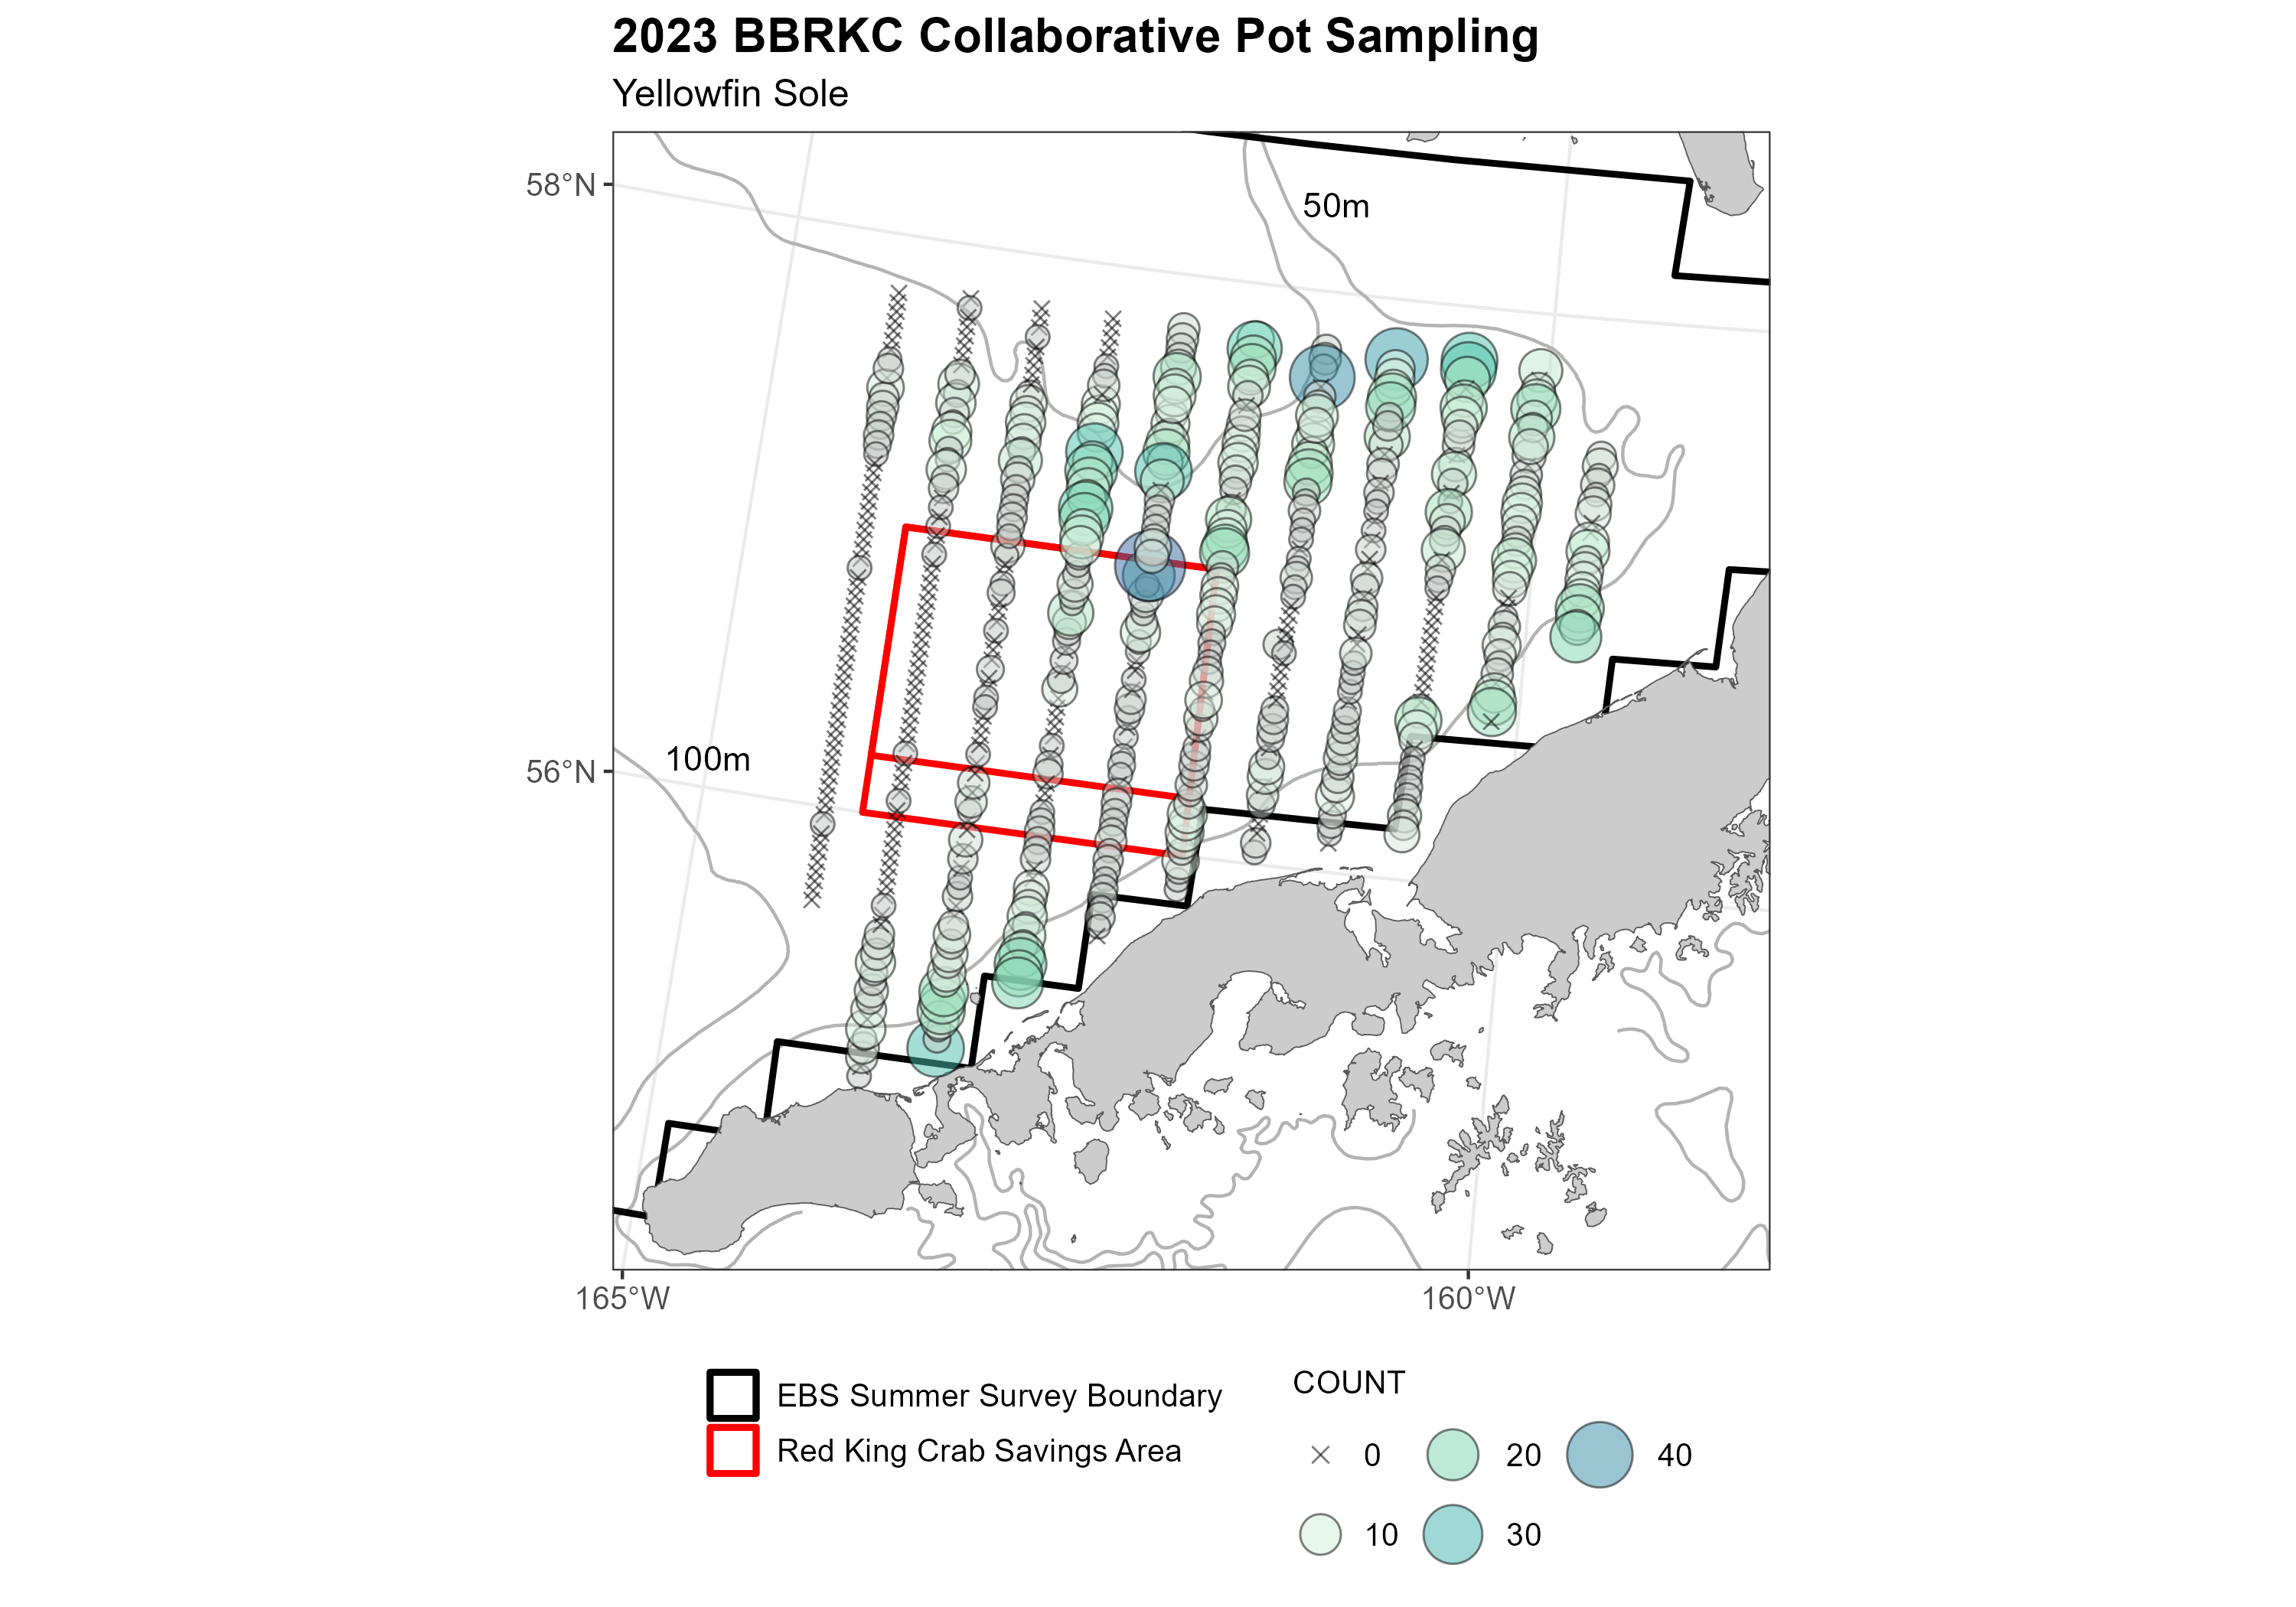 2023 BBRKC Collaborative Pot Sampling
Yellowfin Sole
58°N
50m
56°N
100m
165°W
160°W
EBS Summer Survey Boundary
Red King Crab Savings Area
COUNT
0
20
40
10
30